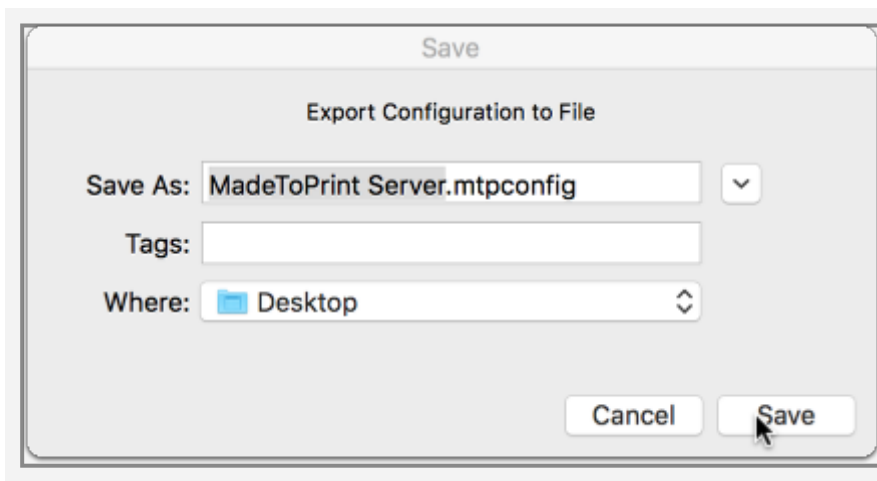 Save
Export Configuration to File
Save As: MadeToPrint Server.mtpconfig
Tags:
Where: Desktop
Cancel Save